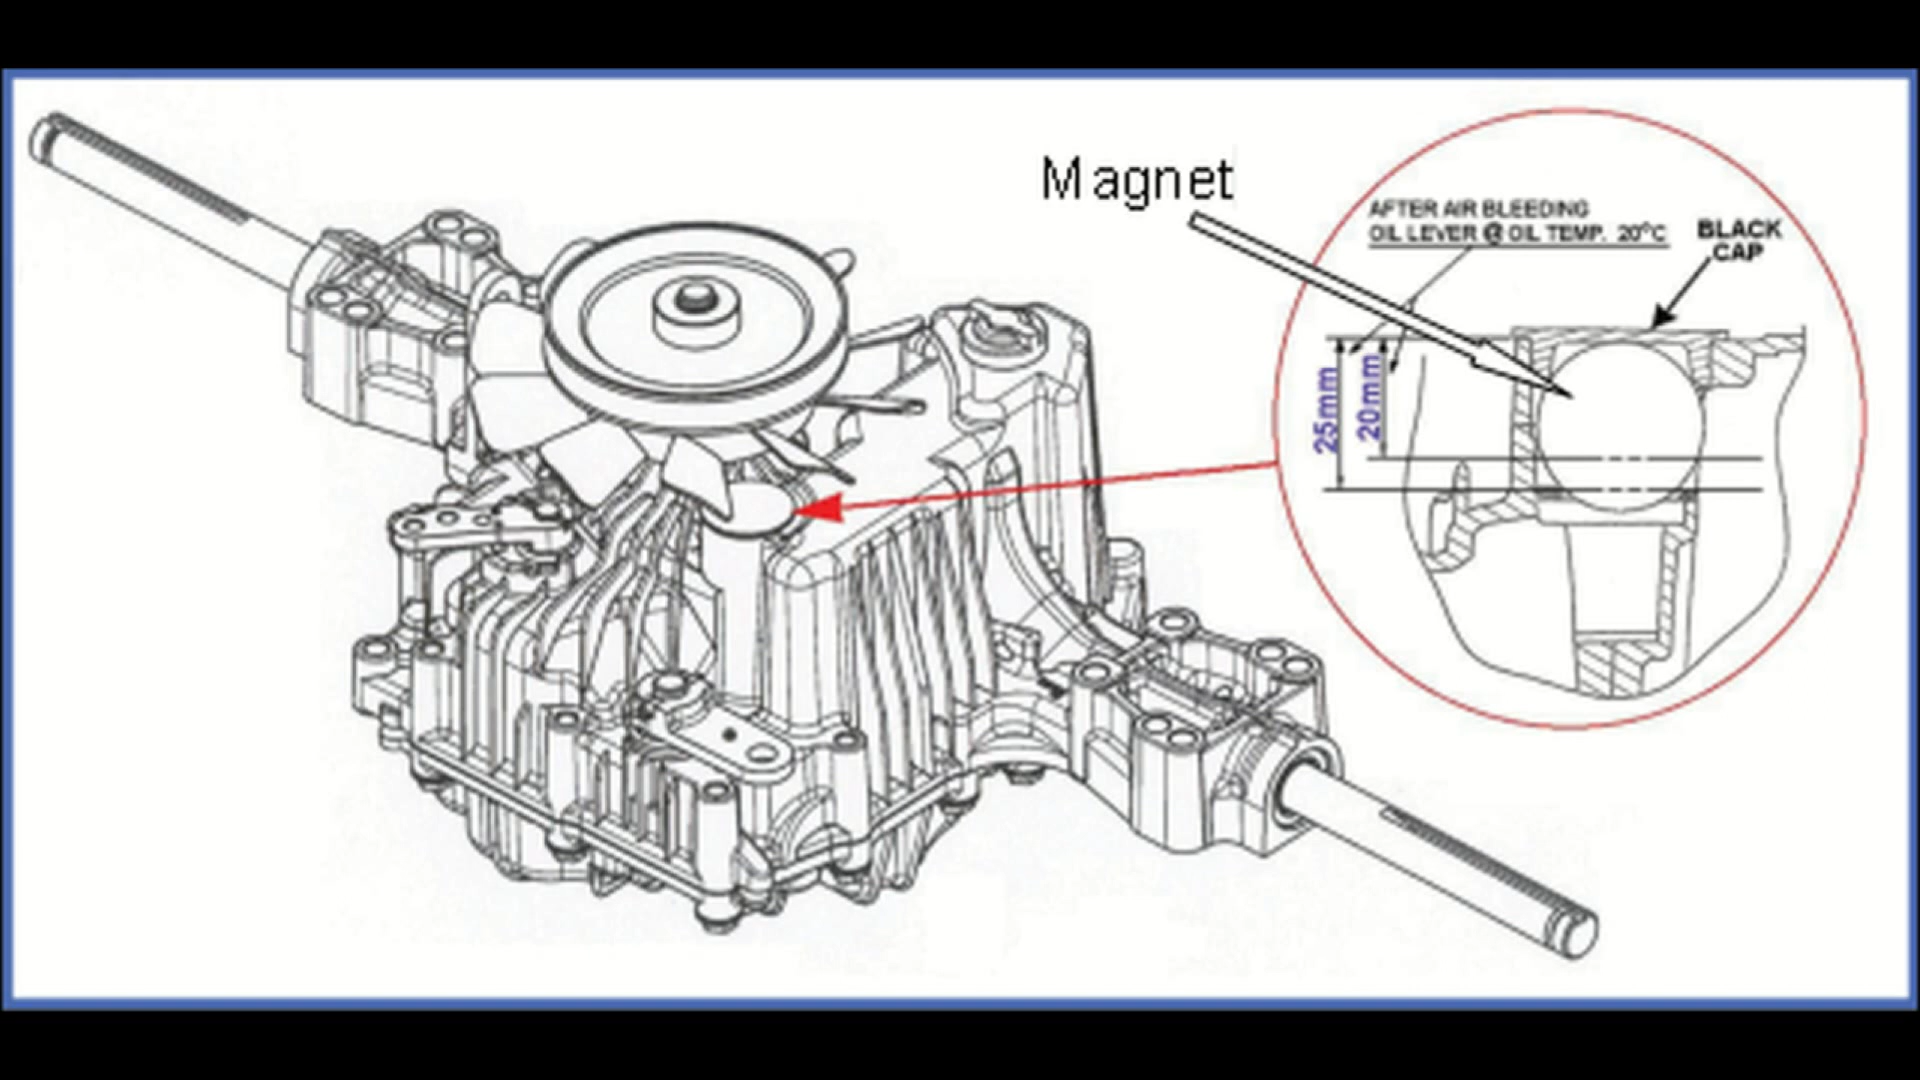 Magnet
AFTER AIR BLEEDING
OIL LEVER @ OIL TEMP. 20°C
BLACK
CAP
25mm
20mm